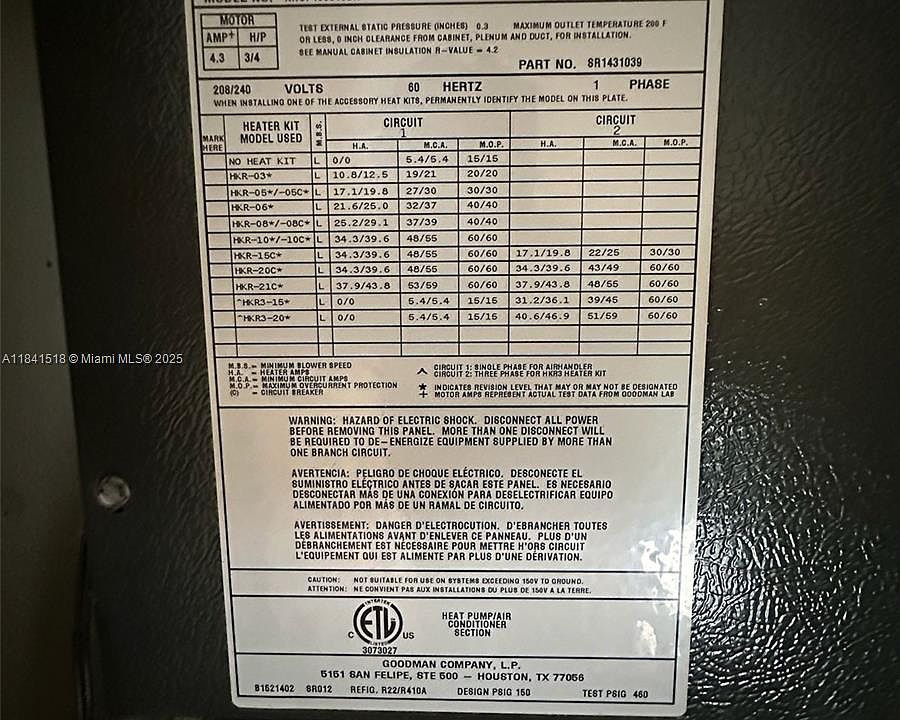 MODEL NO.
MOTOR
AMP+ H/P
4.3 3/4
TEST EXTERNAL STATIC PRESSURE (INCHES) 0.3 MAXIMUM OUTLET TEMPERATURE 200 F
OR LESS, 0 INCH CLEARANCE FROM CABINET, PLENUM AND DUCT, FOR INSTALLATION.
SEE MANUAL CABINET INSULATION R-VALUE = 4.2
PART NO. SR1431039
208/240 VOLTS 60 HERTZ 1 PHASE
WHEN INSTALLING ONE OF THE ACCESSORY HEAT KITS, PERMANENTLY IDENTIFY THE MODEL ON THIS PLATE.
MARK HERE HEATER KIT MODEL USED M.B.S. CIRCUIT 1 CIRCUIT 2
H.A. M.C.A. M.O.P. H.A. M.C.A. M.O.P.
NO HEAT KIT L 0/0 5.4/5.4 15/15
HKR-03* L 10.8/12.5 19/21 20/20
HKR-05*/-05C* L 17.1/19.8 27/30 30/30
HKR-06* L 21.6/25.0 32/37 40/40
HKR-08*/-08C* L 25.2/29.1 37/39 40/40
HKR-10*/-10C* L 34.3/39.6 48/55 60/60
HKR-15C* L 34.3/39.6 48/55 60/60 17.1/19.8 22/25 30/30
HKR-20C* L 34.3/39.6 48/55 60/60 34.3/39.6 43/49 60/60
HKR-21C* L 37.9/43.8 53/59 60/60 37.9/43.8 48/55 60/60
^HKR3-15* L 0/0 5.4/5.4 15/15 31.2/36.1 39/45 60/60
^HKR3-20* L 0/0 5.4/5.4 15/15 40.6/46.9 51/59 60/60
M.B.S.= MINIMUM BLOWER SPEED
H.A. = HEATER AMPS
M.C.A.= MINIMUM CIRCUIT AMPS
M.O.P.= MAXIMUM OVERCURRENT PROTECTION
(C) = CIRCUIT BREAKER
^ CIRCUIT 1: SINGLE PHASE FOR AIRHANDLER
CIRCUIT 2: THREE PHASE FOR HKR3 HEATER KIT
* INDICATES REVISION LEVEL THAT MAY OR MAY NOT BE DESIGNATED
+ MOTOR AMPS REPRESENT ACTUAL TEST DATA FROM GOODMAN LAB
WARNING: HAZARD OF ELECTRIC SHOCK. DISCONNECT ALL POWER
BEFORE REMOVING THIS PANEL. MORE THAN ONE DISCONNECT WILL
BE REQUIRED TO DE-ENERGIZE EQUIPMENT SUPPLIED BY MORE THAN
ONE BRANCH CIRCUIT.
AVERTENCIA: PELIGRO DE CHOQUE ELÉCTRICO. DESCONECTE EL
SUMINISTRO ELÉCTRICO ANTES DE SACAR ESTE PANEL. ES NECESARIO
DESCONECTAR MÁS DE UNA CONEXIÓN PARA DESELECTRIFICAR EQUIPO
ALIMENTADO POR MÁS DE UN RAMAL DE CIRCUITO.
AVERTISSEMENT: DANGER D'ELECTROCUTION. D'EBRANCHER TOUTES
LES ALIMENTATIONS AVANT D'ENLEVER CE PANNEAU. PLUS D'UN
DÉBRANCHEMENT EST NÉCESSAIRE POUR METTRE H'ORS CIRCUIT
L'EQUIPEMENT QUI EST ALIMENTE PAR PLUS D'UNE DÉRIVATION.
CAUTION: NOT SUITABLE FOR USE ON SYSTEMS EXCEEDING 150V TO GROUND.
ATTENTION: NE CONVIENT PAS AUX INSTALLATIONS DU PLUS DE 150V A LA TERRE.
INTERTEK
C ETL US
LISTED
3073027
HEAT PUMP/AIR
CONDITIONER
SECTION
GOODMAN COMPANY, L.P.
5151 SAN FELIPE, STE 500 - HOUSTON, TX 77056
B1521402 SR012 REFIG. R22/R410A DESIGN PSIG 150 TEST PSIG 460
A11841518 © Miami MLS® 2025